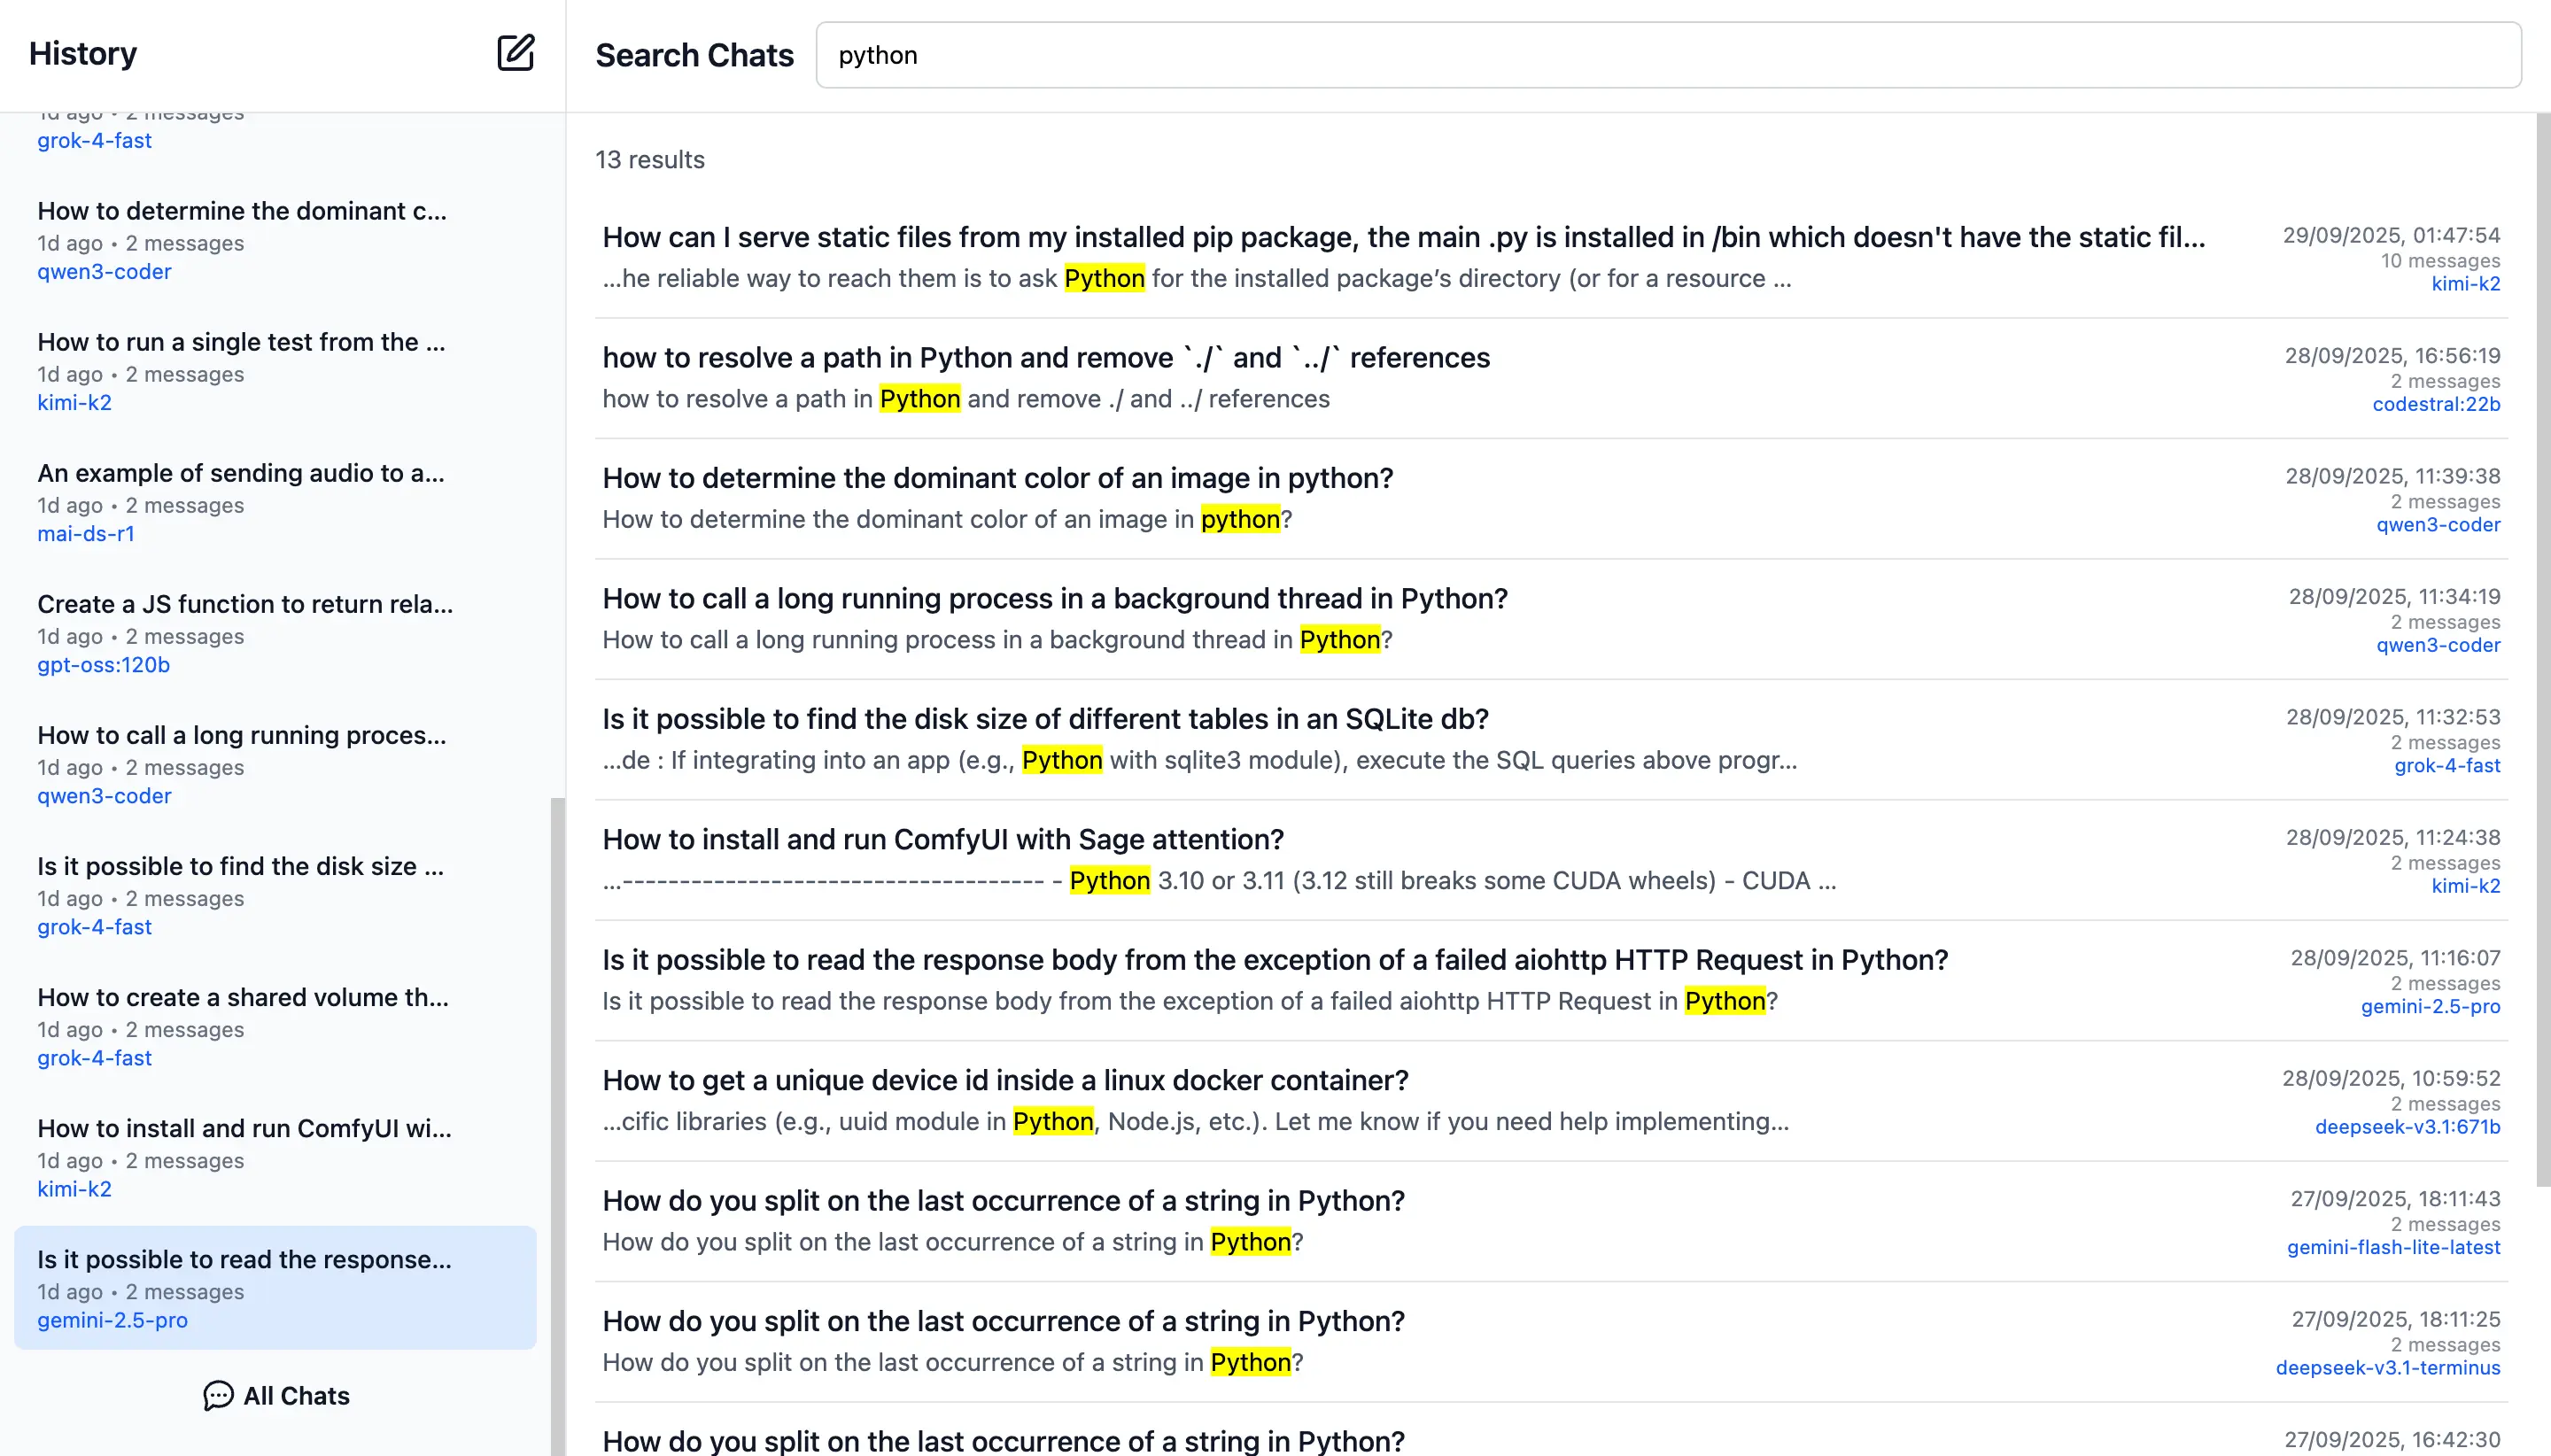 History
1d ago • 2 messages
grok-4-fast
How to determine the dominant c...
1d ago • 2 messages
qwen3-coder
How to run a single test from the ...
1d ago • 2 messages
kimi-k2
An example of sending audio to a...
1d ago • 2 messages
mai-ds-r1
Create a JS function to return rela...
1d ago • 2 messages
gpt-oss:120b
How to call a long running proces...
1d ago • 2 messages
qwen3-coder
Is it possible to find the disk size ...
1d ago • 2 messages
grok-4-fast
How to create a shared volume th...
1d ago • 2 messages
grok-4-fast
How to install and run ComfyUI wi...
1d ago • 2 messages
kimi-k2
Is it possible to read the response...
1d ago • 2 messages
gemini-2.5-pro
All Chats
Search Chats
python
13 results
How can I serve static files from my installed pip package, the main .py is installed in /bin which doesn't have the static fil...
29/09/2025, 01:47:54
10 messages
kimi-k2
...he reliable way to reach them is to ask Python for the installed package’s directory (or for a resource ...
how to resolve a path in Python and remove `./` and `../` references
28/09/2025, 16:56:19
2 messages
codestral:22b
how to resolve a path in Python and remove ./ and ../ references
How to determine the dominant color of an image in python?
28/09/2025, 11:39:38
2 messages
qwen3-coder
How to determine the dominant color of an image in python?
How to call a long running process in a background thread in Python?
28/09/2025, 11:34:19
2 messages
qwen3-coder
How to call a long running process in a background thread in Python?
Is it possible to find the disk size of different tables in an SQLite db?
28/09/2025, 11:32:53
2 messages
grok-4-fast
...de : If integrating into an app (e.g., Python with sqlite3 module), execute the SQL queries above progr...
How to install and run ComfyUI with Sage attention?
28/09/2025, 11:24:38
2 messages
kimi-k2
...------------------------------------- - Python 3.10 or 3.11 (3.12 still breaks some CUDA wheels) - CUDA ...
Is it possible to read the response body from the exception of a failed aiohttp HTTP Request in Python?
28/09/2025, 11:16:07
2 messages
gemini-2.5-pro
Is it possible to read the response body from the exception of a failed aiohttp HTTP Request in Python?
How to get a unique device id inside a linux docker container?
28/09/2025, 10:59:52
2 messages
deepseek-v3.1:671b
...cific libraries (e.g., uuid module in Python, Node.js, etc.). Let me know if you need help implementing...
How do you split on the last occurrence of a string in Python?
27/09/2025, 18:11:43
2 messages
gemini-flash-lite-latest
How do you split on the last occurrence of a string in Python?
How do you split on the last occurrence of a string in Python?
27/09/2025, 18:11:25
2 messages
deepseek-v3.1-terminus
How do you split on the last occurrence of a string in Python?
How do you split on the last occurrence of a string in Python?
27/09/2025, 16:42:30